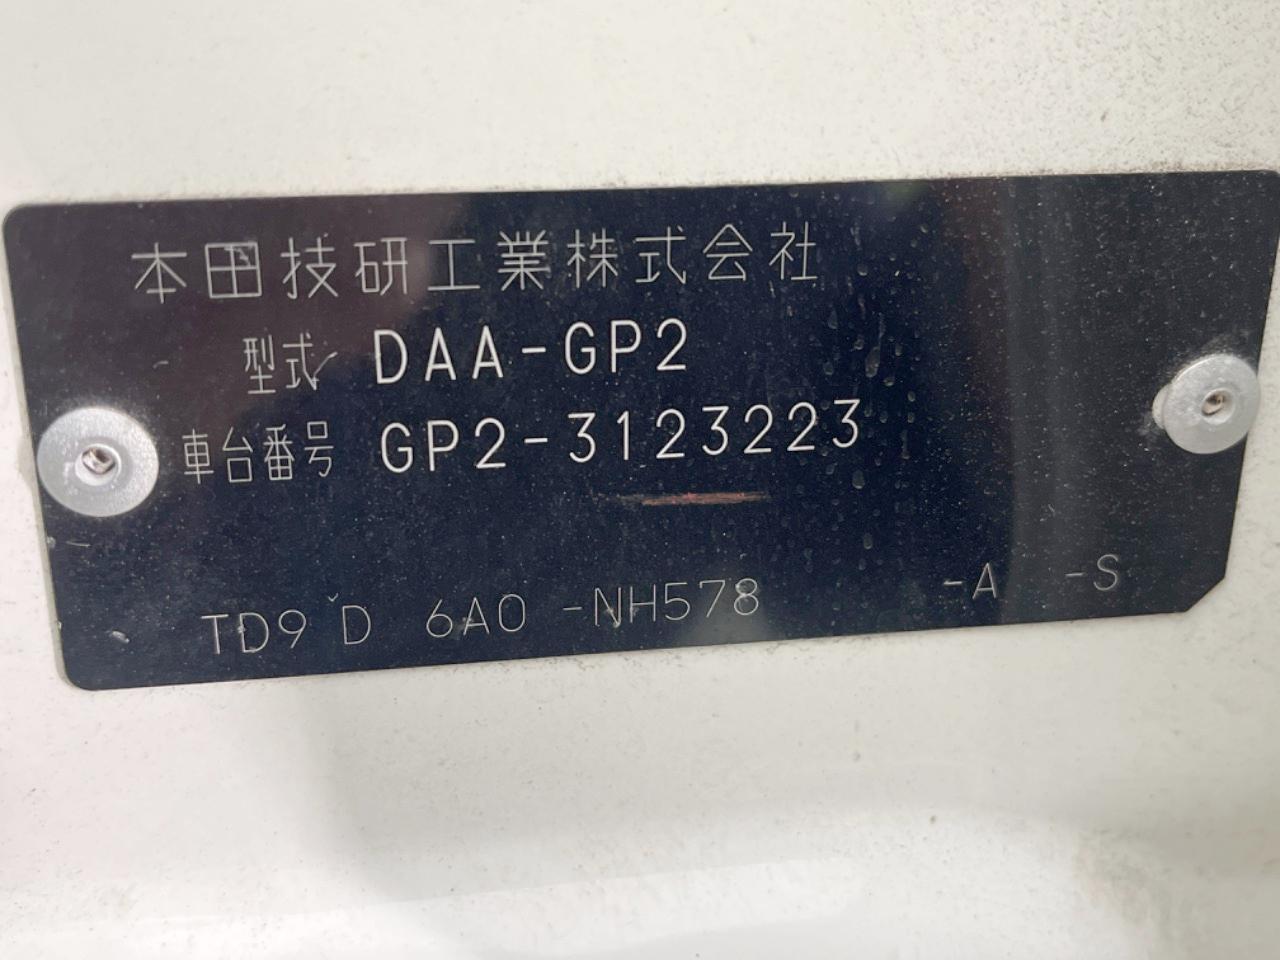 本田技研工業株式会社
型式 DAA-GP2
車台番号 GP2-3123223
TD9 D 6A0 -NH578 -A -S